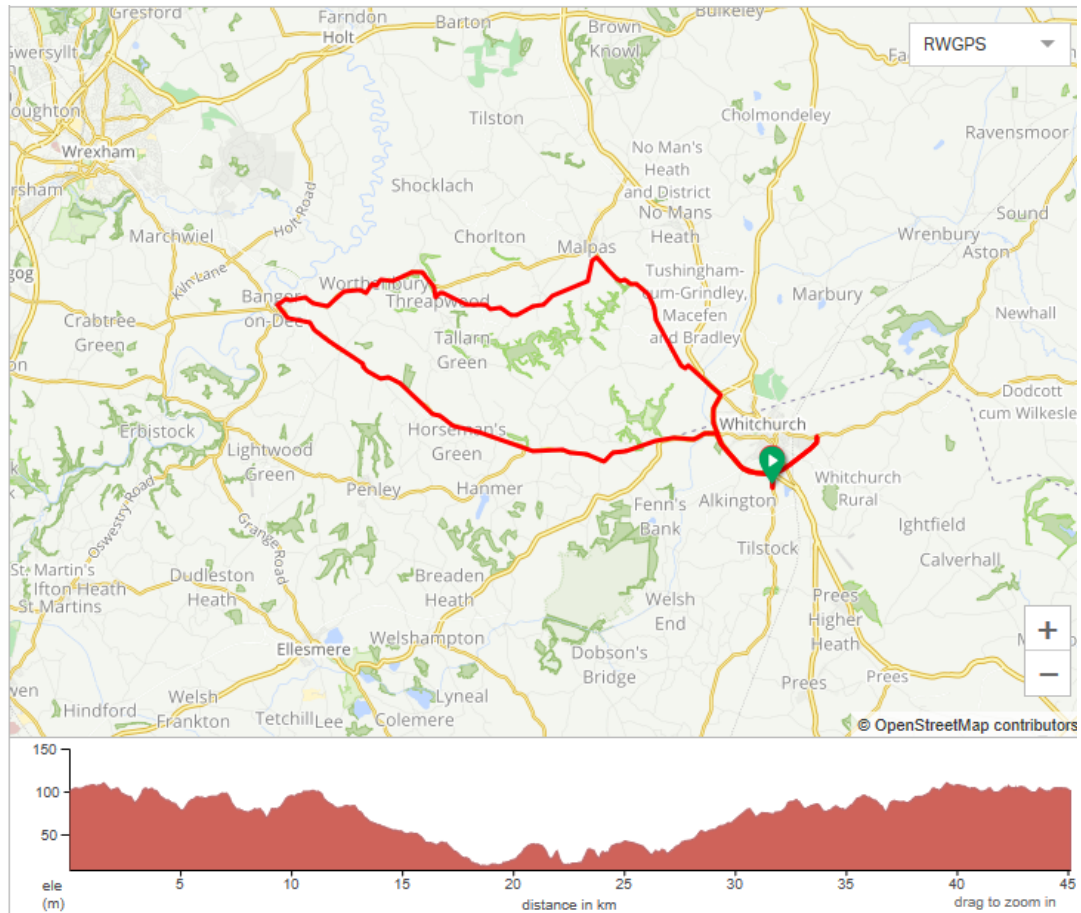 Gresford
Farndon
Holt
Barton
Bulkeley
Brown
Knowl
RWGPS
Gwersyllt
oughton
Tilston
Cholmondeley
Ravensmoor
Wrexham
No Man's
Heath
and District
No Mans
Heath
ersham
Shocklach
Sound
Holt Road
Marchwiel
Chorlton
Malpas
Wrenbury
Aston
gog
Kiln Lane
Worthenbury
Tushingham-
cum-Grindley,
Macefen
and Bradley
Bangor-
on-Dee
Threapwood
Marbury
Newhall
Crabtree
Green
on
Tallarn
Green
Dodcott
cum Wilkesle
Erbistock
Horseman's
Green
Whitchurch
Lightwood
Green
Penley
Hanmer
Alkington
Whitchurch
Rural
Oswestry Road
Fenn's
Bank
Ightfield
Grange Road
Tilstock
Calverhall
St. Martin's
Ifton Heath
St Martins
Dudleston
Heath
Breaden
Heath
Welsh
End
Prees
Higher
Heath
+
Ellesmere
Welshampton
Dobson's
Bridge
−
wen
Hindford
Welsh
Frankton
Lyneal
Prees
Prees
Tetchill
Lee
Colemere
© OpenStreetMap contributors
150
100
50
ele
(m)
5 10 15 20 25 30 35 40 45
distance in km
drag to zoom in